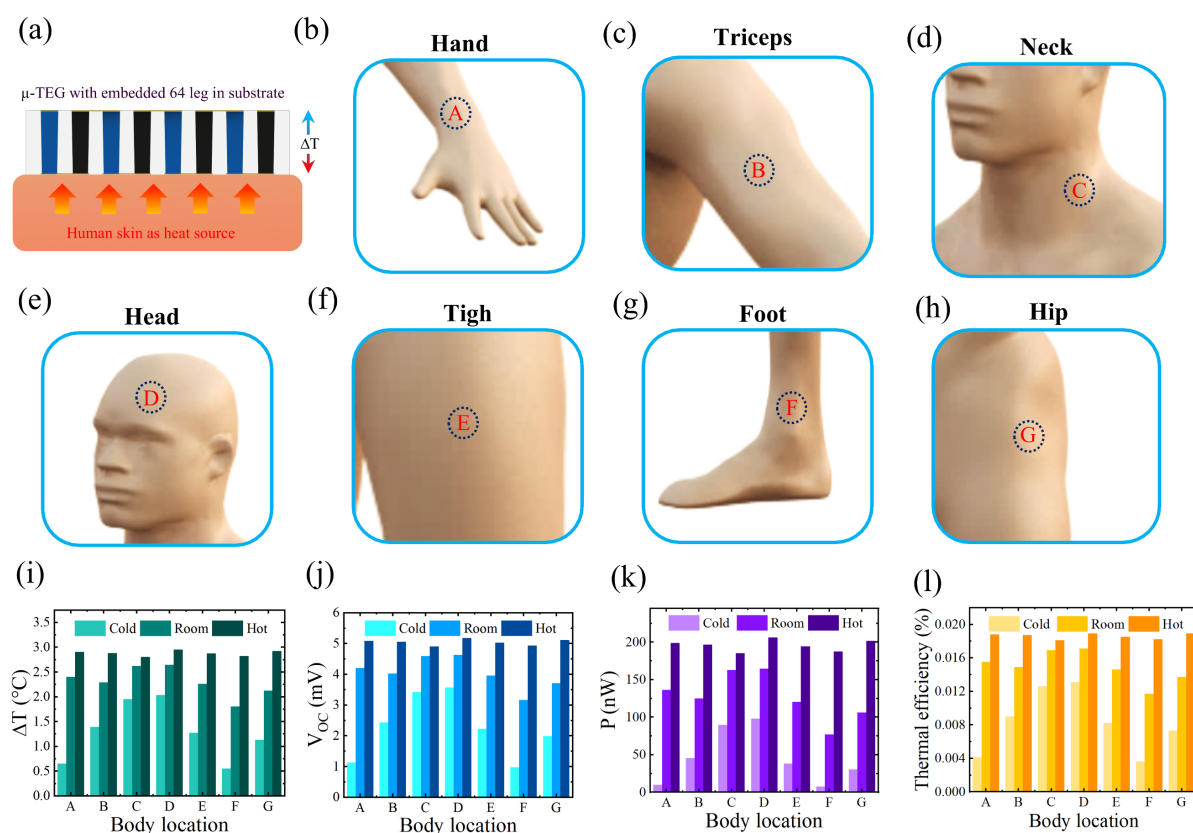 (a)
μ-TEG with embedded 64 leg in substrate
ΔT
Human skin as heat source
(b)
Hand
A
(c)
Triceps
B
(d)
Neck
C
(e)
Head
D
(f)
Tigh
E
(g)
Foot
F
(h)
Hip
G
(i)
Cold Room Hot
ΔT (°C)
3.5
3.0
2.5
2.0
1.5
1.0
0.5
0.0
A B C D E F G
Body location
(j)
Cold Room Hot
V_OC (mV)
6
5
4
3
2
1
0
A B C D E F G
Body location
(k)
Cold Room Hot
P (nW)
200
150
100
50
0
A B C D E F G
Body location
(l)
Cold Room Hot
Thermal efficiency (%)
0.020
0.016
0.012
0.008
0.004
0.000
A B C D E F G
Body location